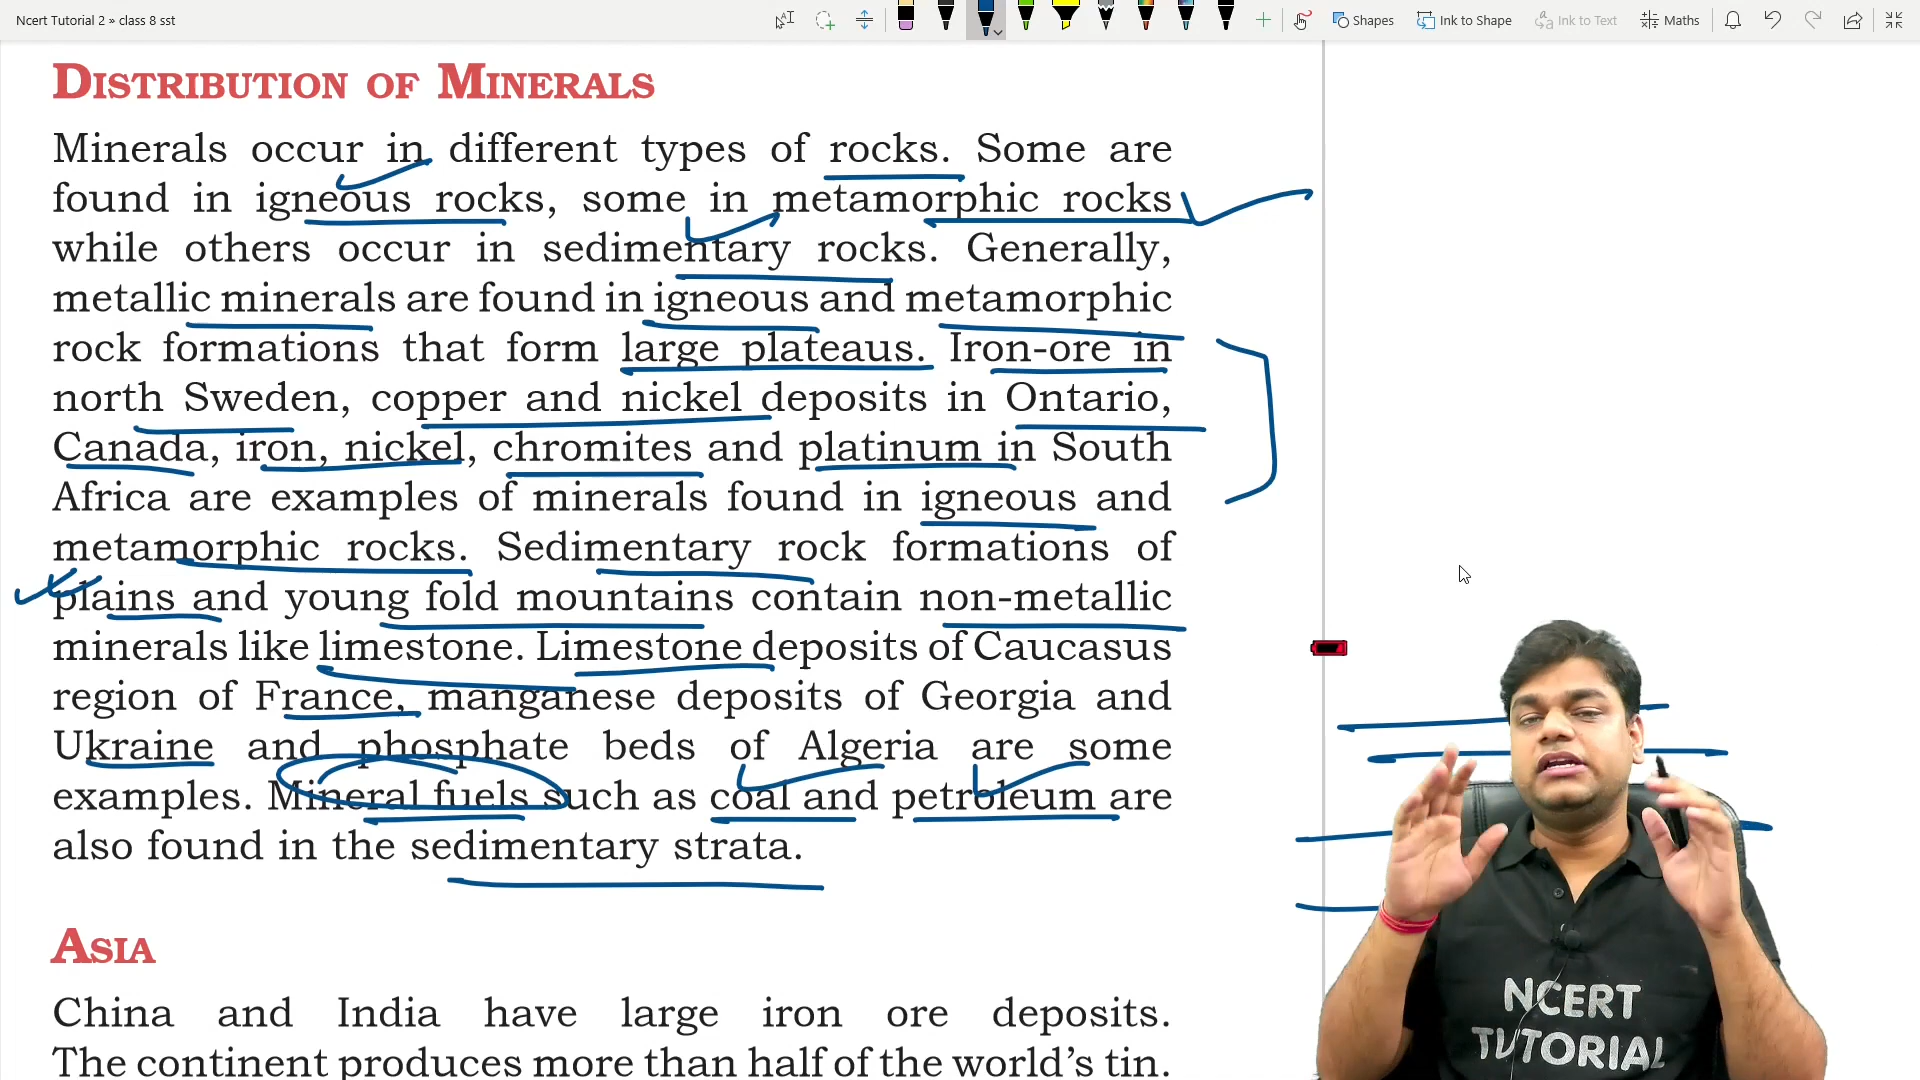 Ncert Tutorial 2 » class 8 sst
Shapes
Ink to Shape
Ink to Text
Maths
DISTRIBUTION OF MINERALS
Minerals occur in different types of rocks. Some are
found in igneous rocks, some in metamorphic rocks
while others occur in sedimentary rocks. Generally,
metallic minerals are found in igneous and metamorphic
rock formations that form large plateaus. Iron-ore in
north Sweden, copper and nickel deposits in Ontario,
Canada, iron, nickel, chromites and platinum in South
Africa are examples of minerals found in igneous and
metamorphic rocks. Sedimentary rock formations of
plains and young fold mountains contain non-metallic
minerals like limestone. Limestone deposits of Caucasus
region of France, manganese deposits of Georgia and
Ukraine and phosphate beds of Algeria are some
examples. Mineral fuels such as coal and petroleum are
also found in the sedimentary strata.
ASIA
China and India have large iron ore deposits.
The continent produces more than half of the world's tin.
NCERT
TUTORIAL